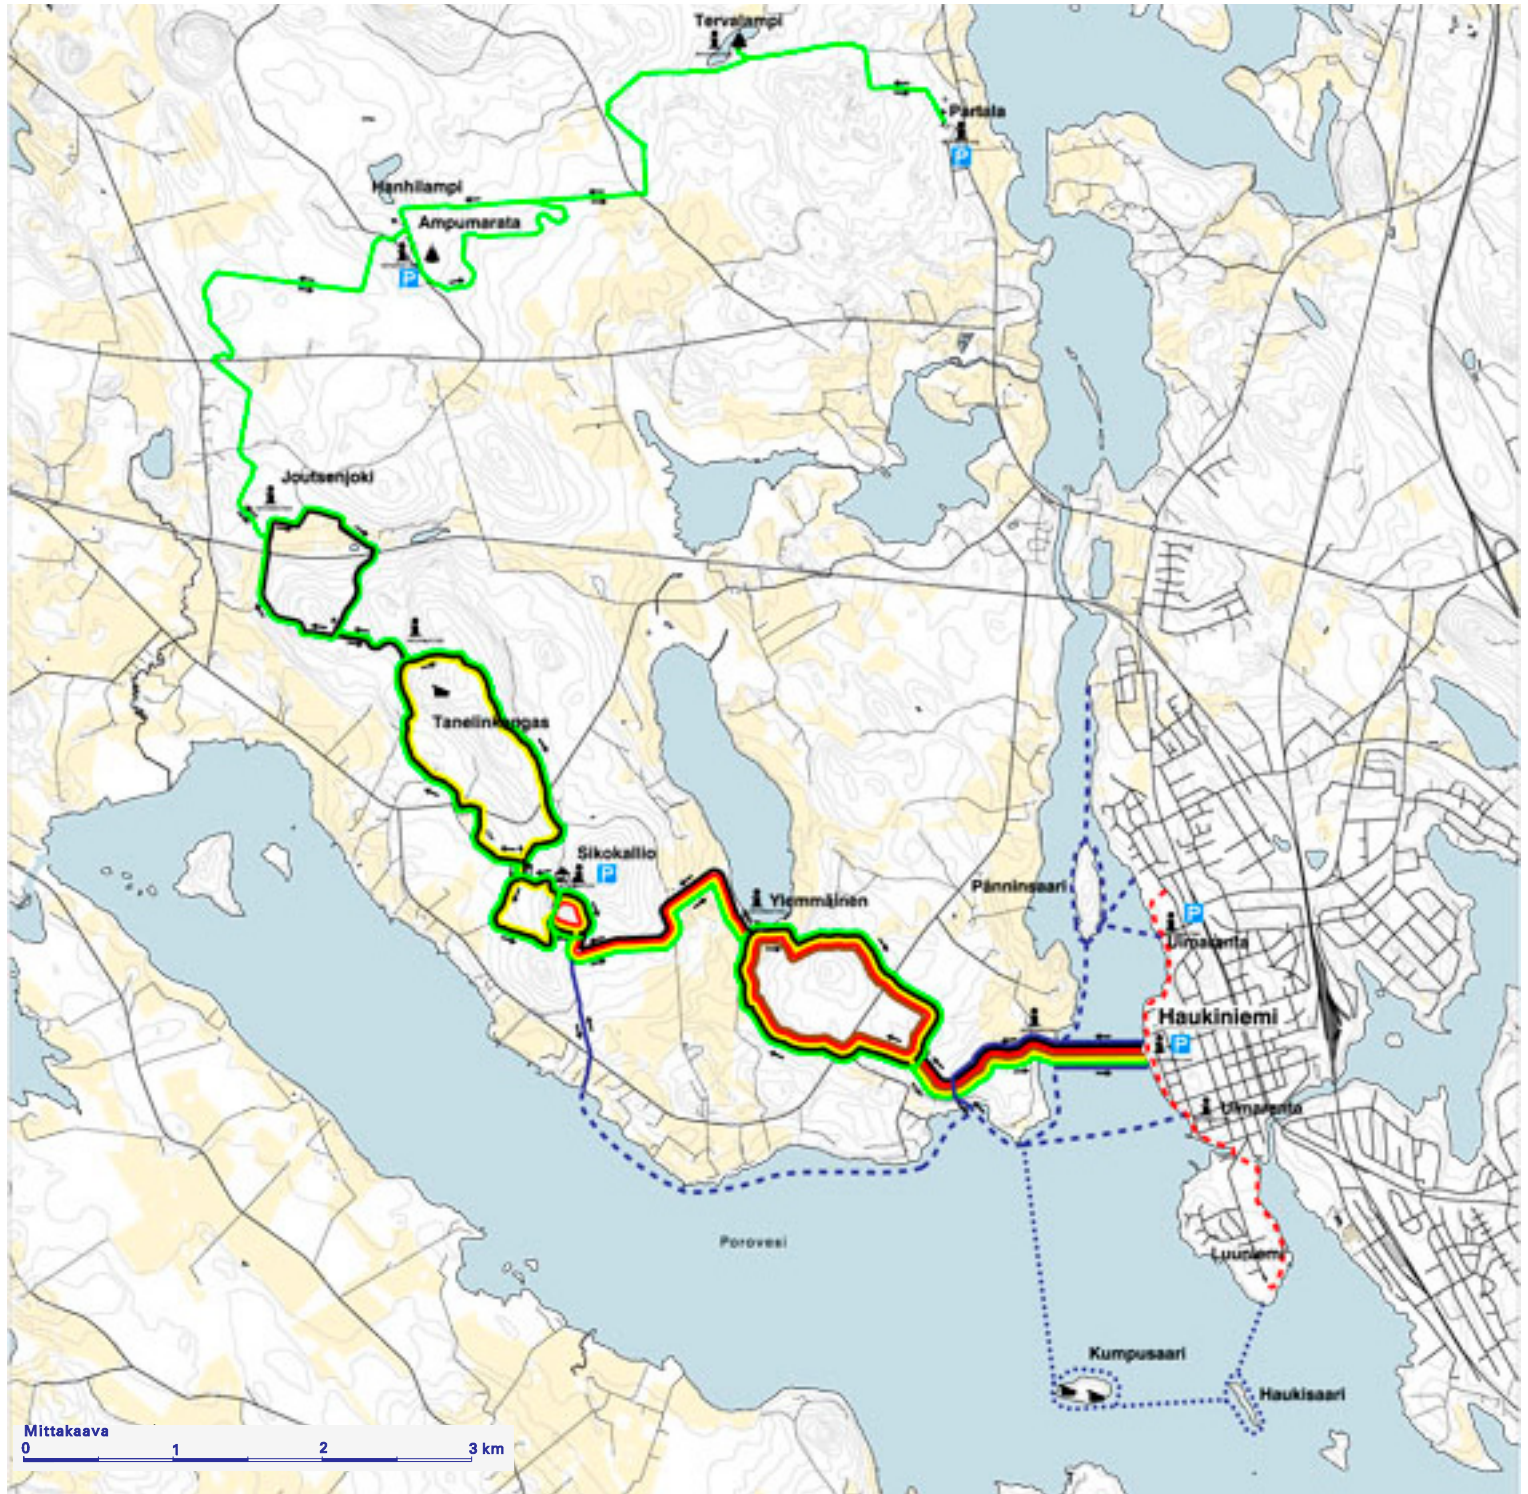 Tervalampi
Partala
P
Hanhilampi
Ampumarata
P
Joutsenjoki
Tanelinkangas
Sikokallio
P
Pänninsaari
Ylemmäinen
P
Uimaranta
Haukiniemi
P
Uimaranta
Porovesi
Luuniemi
Kumpusaari
Haukisaari
Mittakaava
0 1 2 3 km